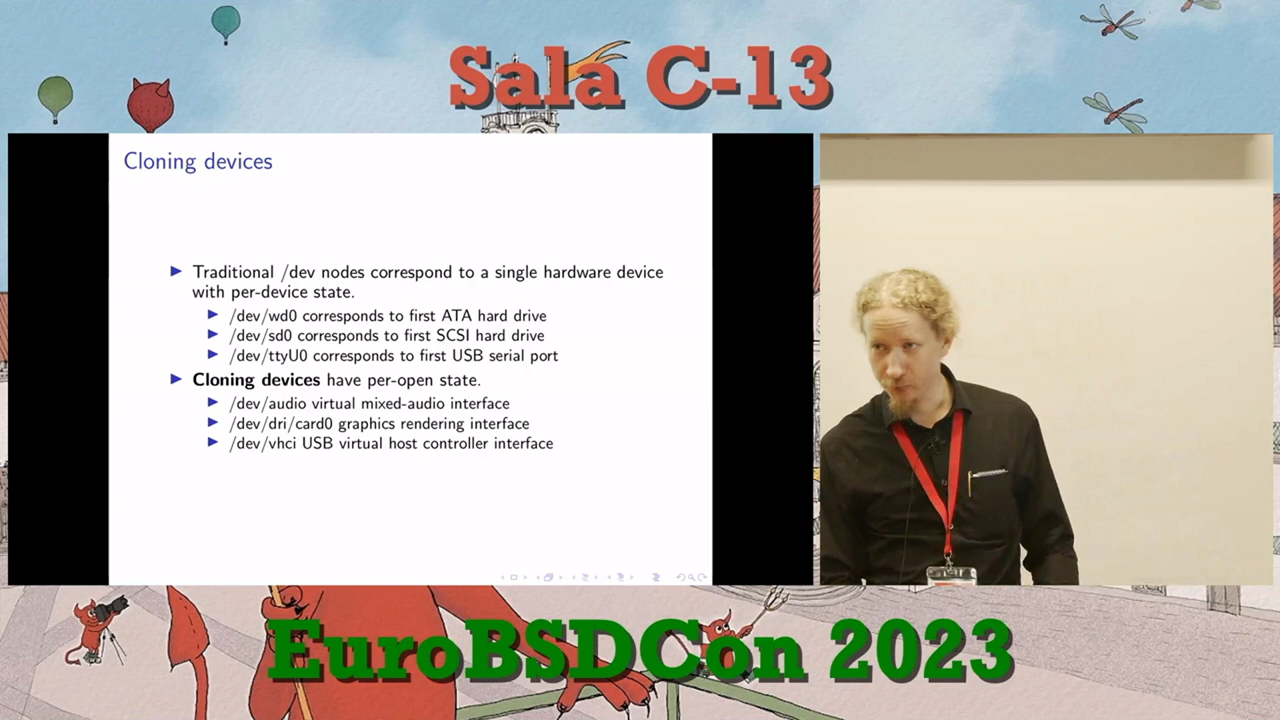 Sala C-13
Cloning devices
Traditional /dev nodes correspond to a single hardware device
with per-device state.
/dev/wd0 corresponds to first ATA hard drive
/dev/sd0 corresponds to first SCSI hard drive
/dev/ttyU0 corresponds to first USB serial port
Cloning devices have per-open state.
/dev/audio virtual mixed-audio interface
/dev/dri/card0 graphics rendering interface
/dev/vhci USB virtual host controller interface
EuroBSDCon 2023